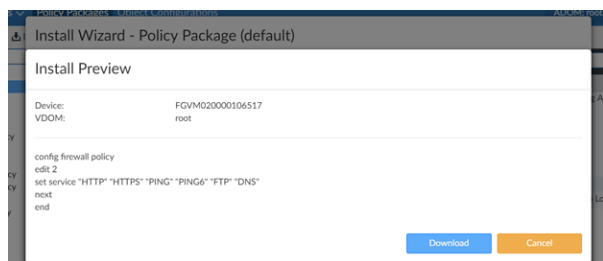 Policy Packages Object Configurations ADOM: root
Install Wizard - Policy Package (default)
Install Preview
Device: FGVM020000106517
VDOM: root
config firewall policy
edit 2
set service "HTTP" "HTTPS" "PING" "PING6" "FTP" "DNS"
next
end
Download Cancel